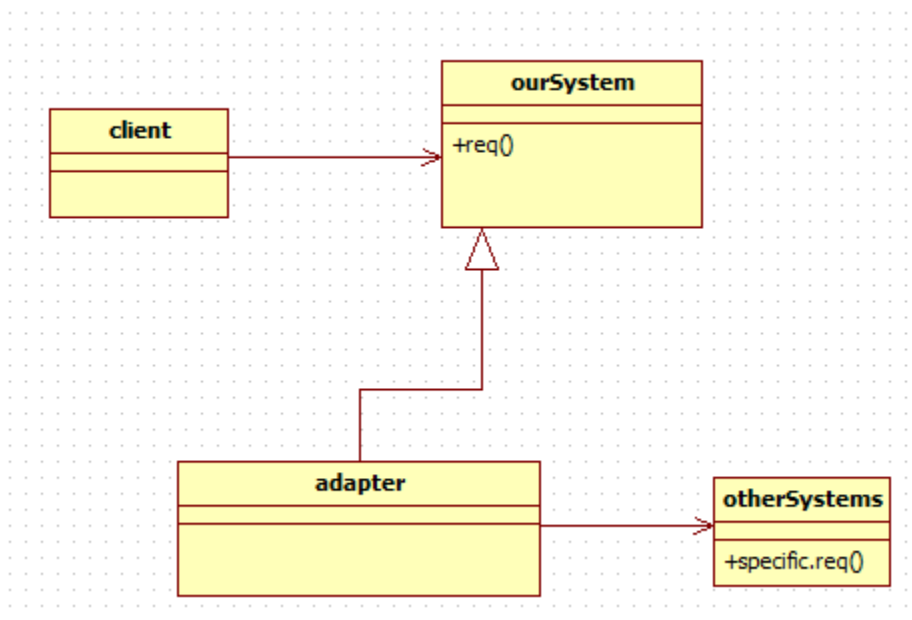 ourSystem
+req()
client
adapter
otherSystems
+specific.req()